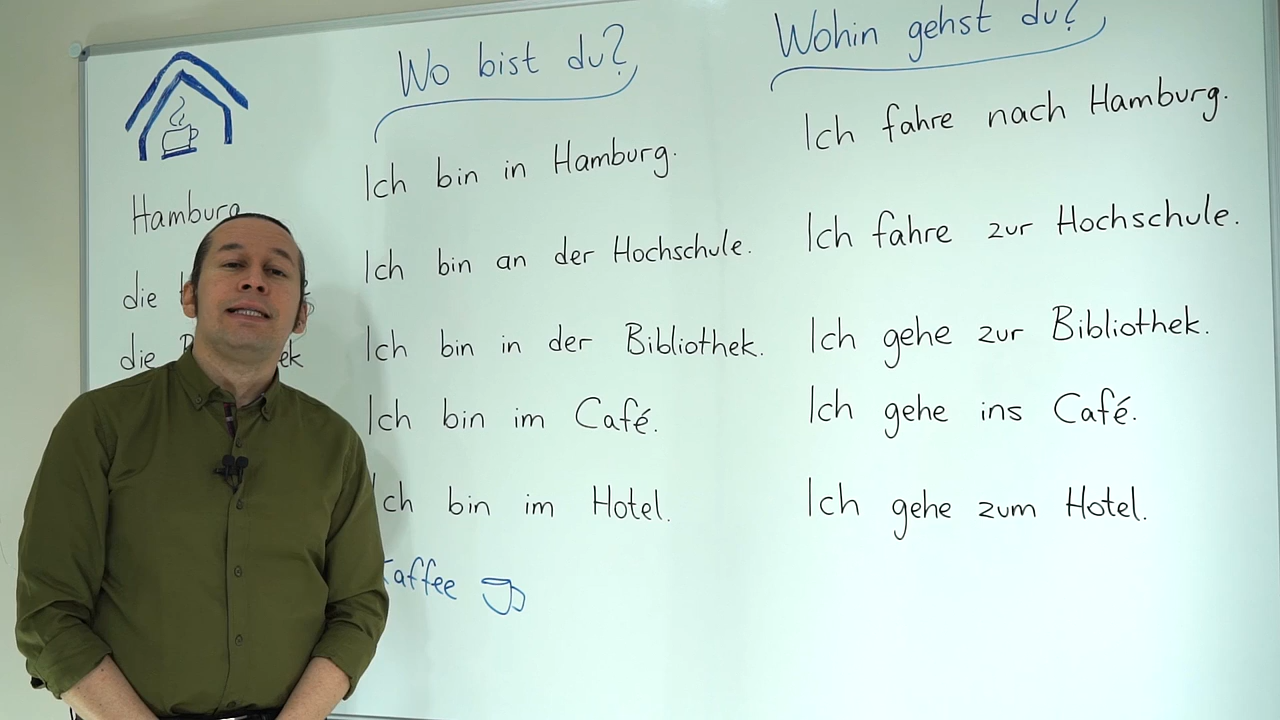 Wo bist du?
Ich bin in Hamburg.
Ich bin an der Hochschule.
Ich bin in der Bibliothek.
Ich bin im Café.
Ich bin im Hotel.
Kaffee
Wohin gehst du?
Ich fahre nach Hamburg.
Ich fahre zur Hochschule.
Ich gehe zur Bibliothek.
Ich gehe ins Café.
Ich gehe zum Hotel.
Hamburg
die
die